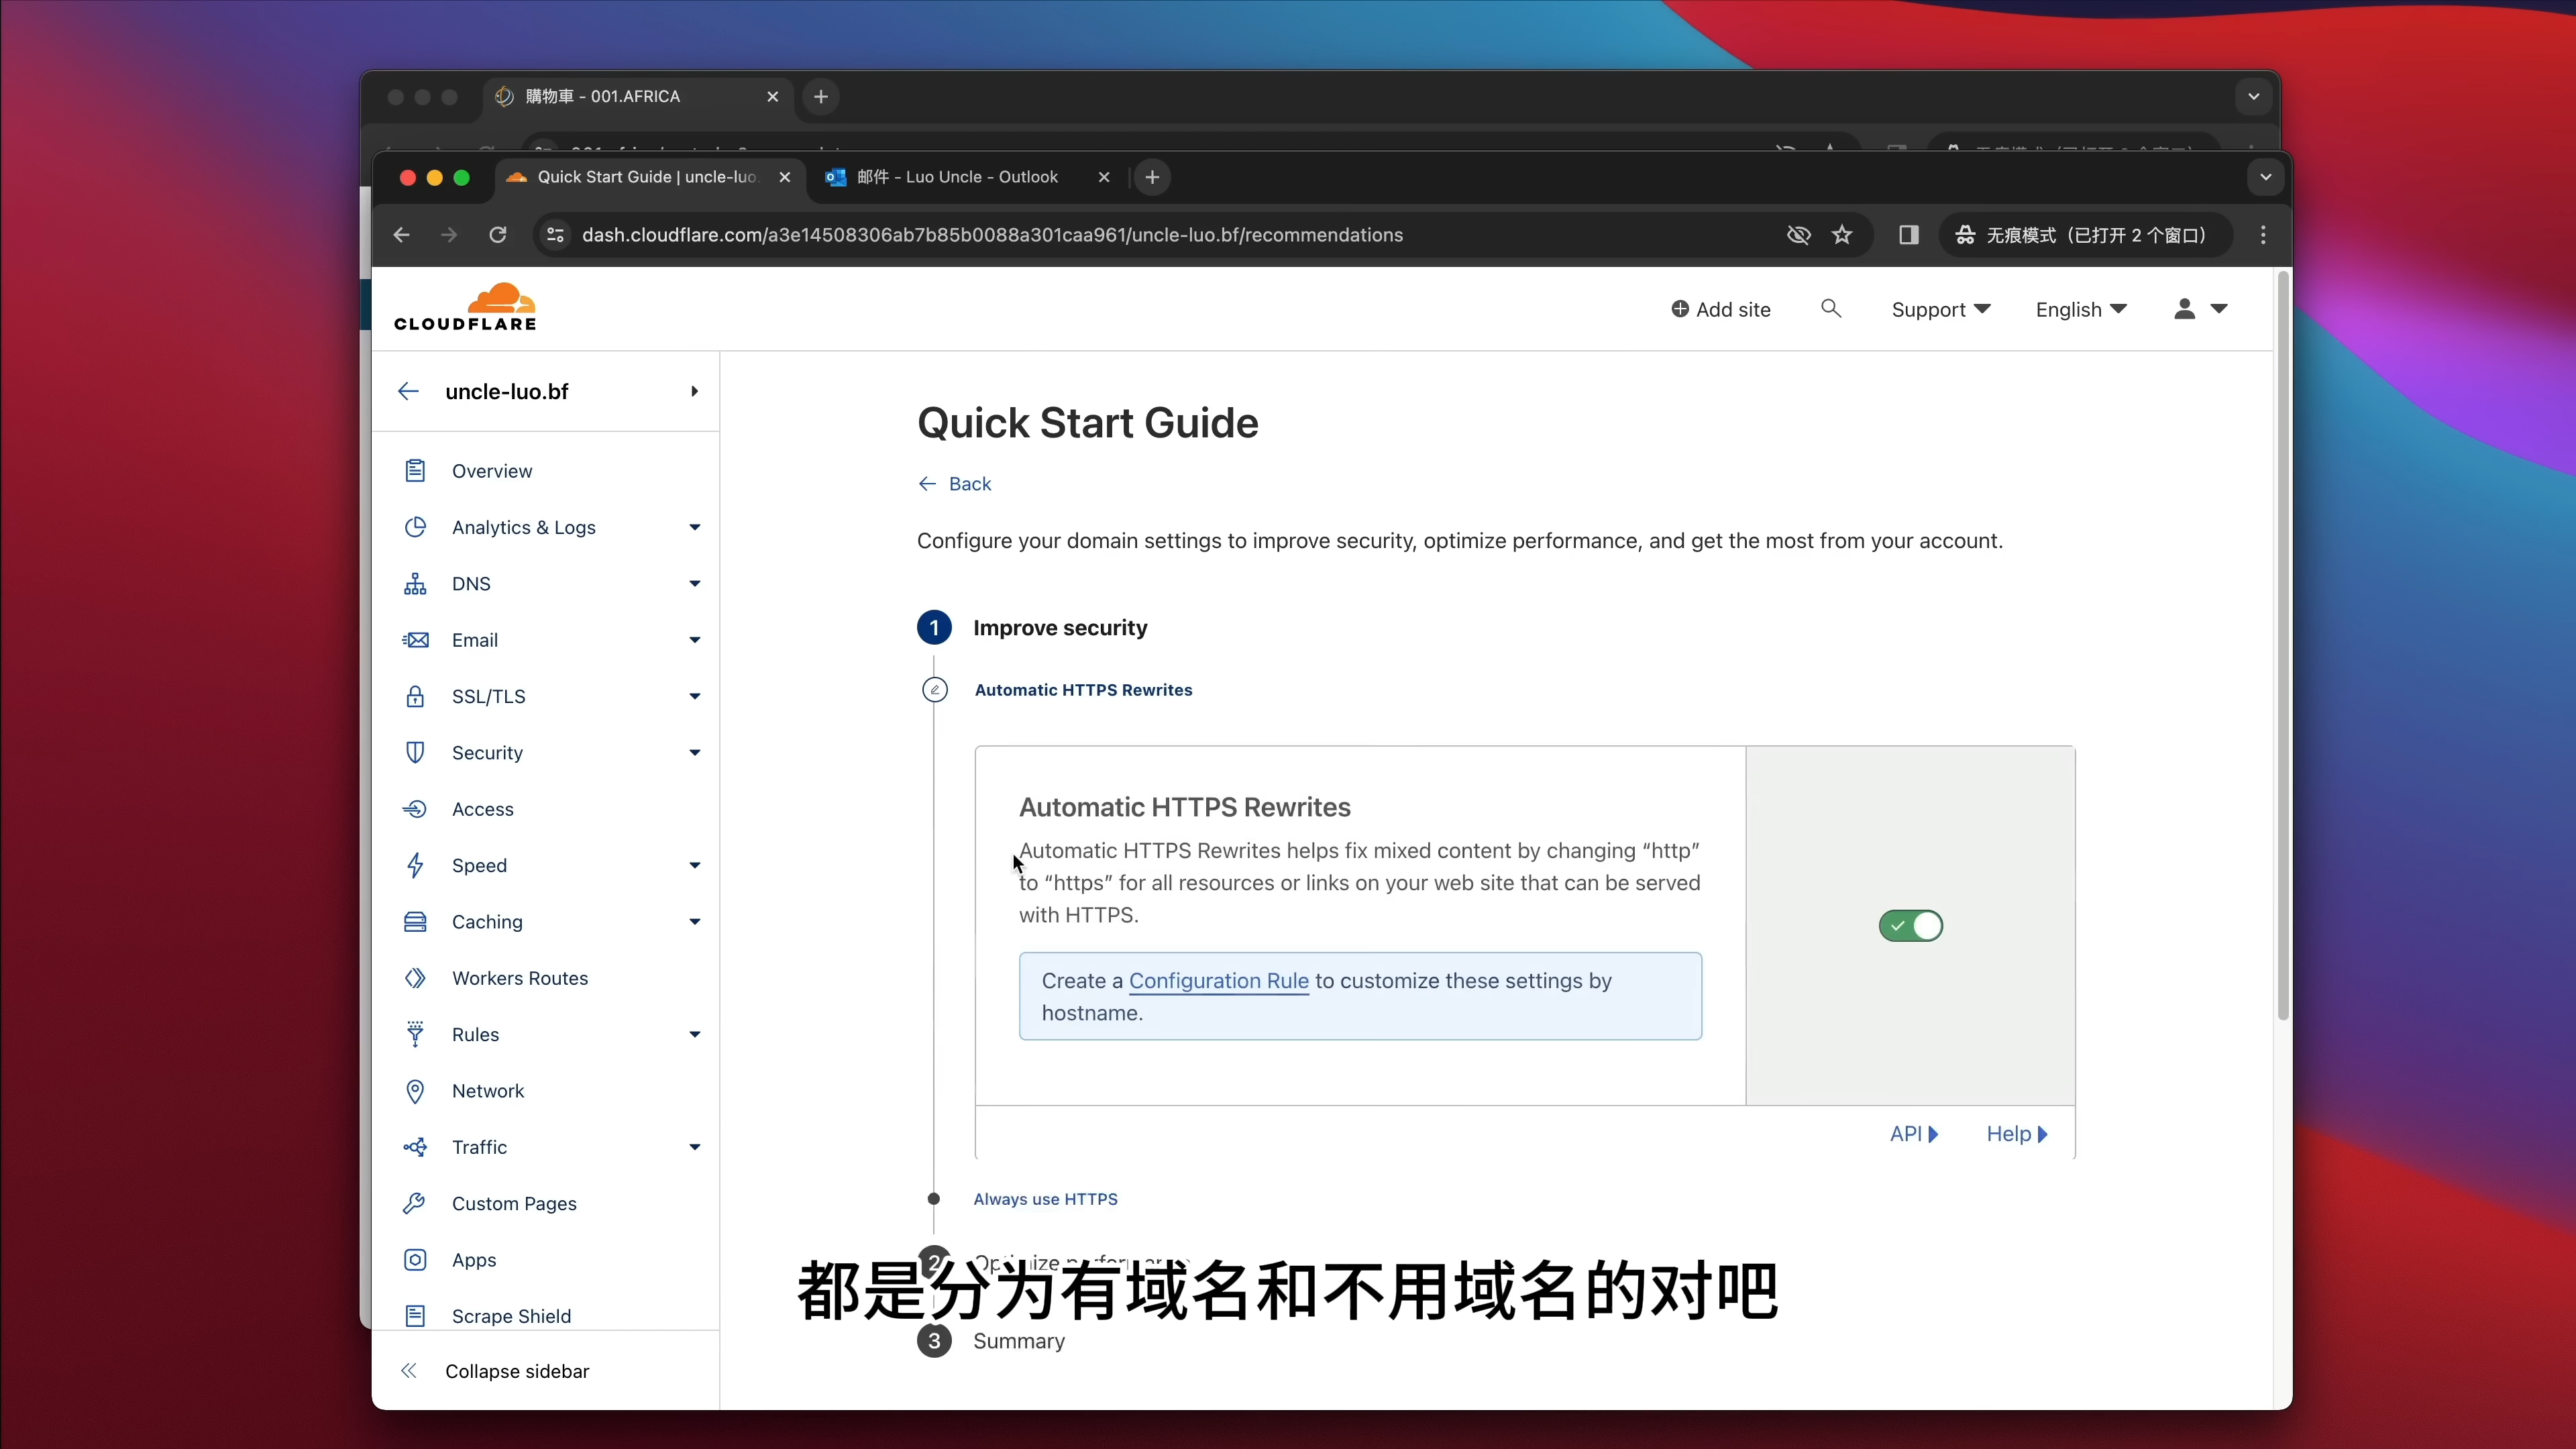 購物車 - 001.AFRICA
Quick Start Guide | uncle-luo.
邮件 - Luo Uncle - Outlook
dash.cloudflare.com/a3e14508306ab7b85b0088a301caa961/uncle-luo.bf/recommendations
无痕模式（已打开 2 个窗口）
CLOUDFLARE
Add site
Support
English
uncle-luo.bf
Overview
Analytics & Logs
DNS
Email
SSL/TLS
Security
Access
Speed
Caching
Workers Routes
Rules
Network
Traffic
Custom Pages
Apps
Scrape Shield
Collapse sidebar
Quick Start Guide
Back
Configure your domain settings to improve security, optimize performance, and get the most from your account.
1 Improve security
Automatic HTTPS Rewrites
Automatic HTTPS Rewrites
Automatic HTTPS Rewrites helps fix mixed content by changing “http”
to “https” for all resources or links on your web site that can be served
with HTTPS.
Create a Configuration Rule to customize these settings by
hostname.
API
Help
Always use HTTPS
2 Optimize performance
都是分为有域名和不用域名的对吧
3 Summary